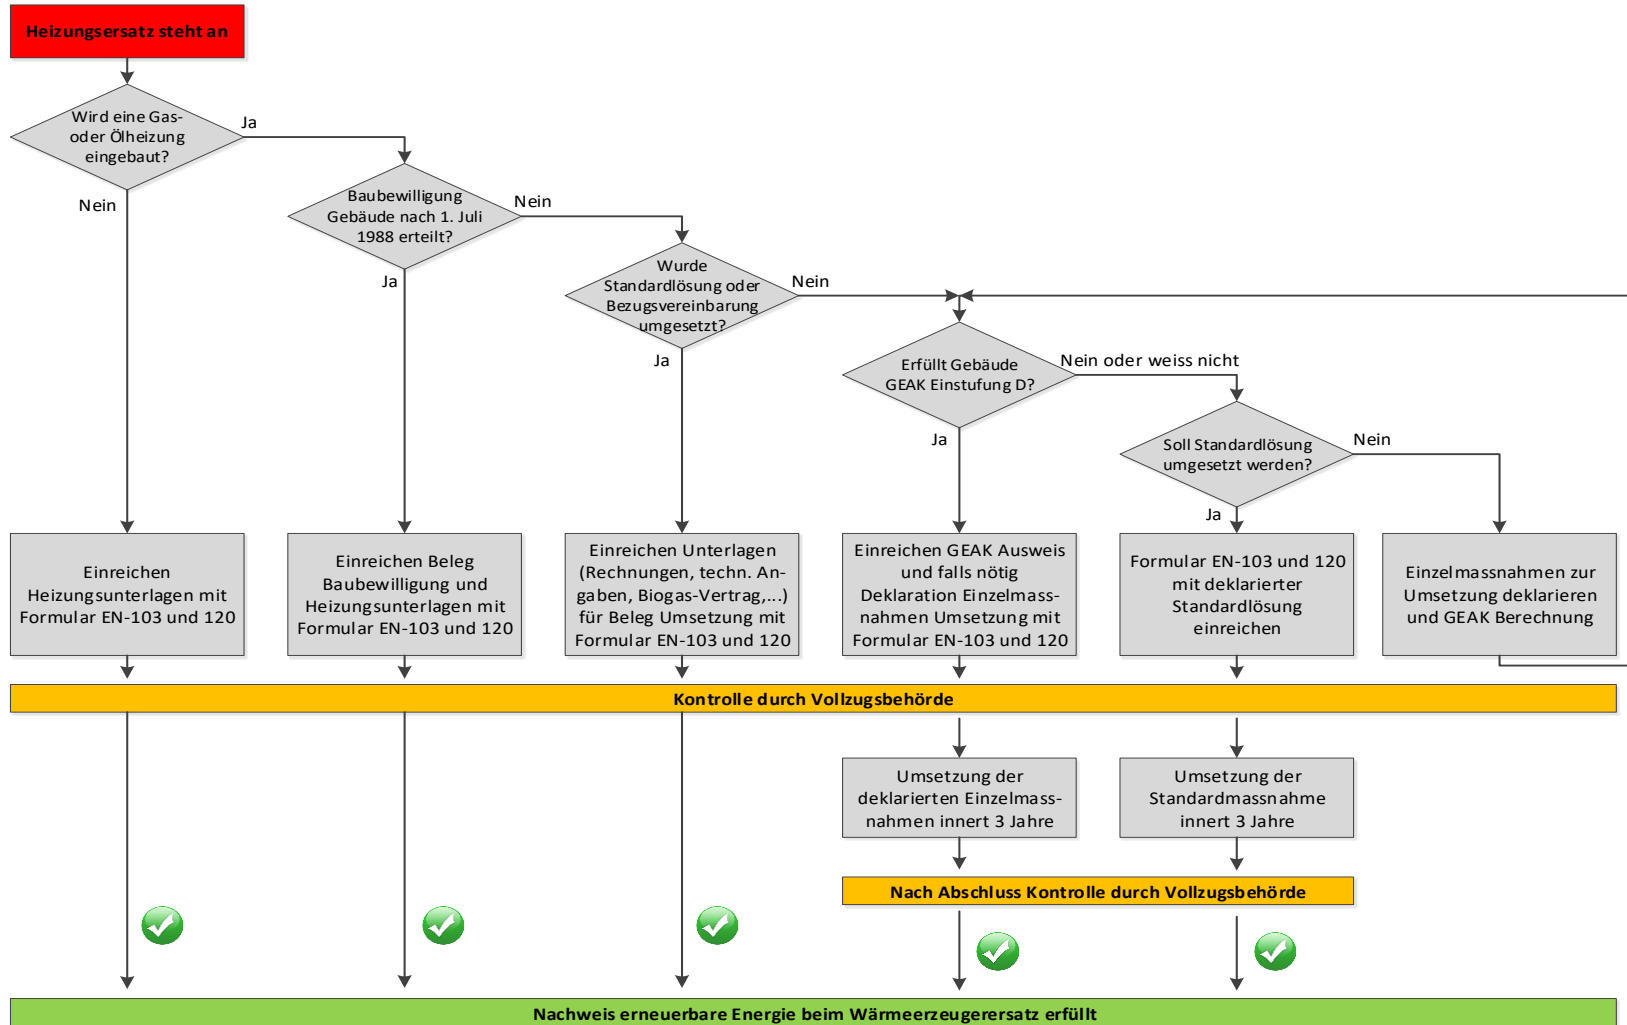 Heizungsersatz steht an
Wird eine Gas-
oder Ölheizung
eingebaut?
Ja
Nein
Baubewilligung
Gebäude nach 1. Juli
1988 erteilt?
Nein
Ja
Wurde
Standardlösung oder
Bezugsvereinbarung
umgesetzt?
Nein
Ja
Erfüllt Gebäude
GEAK Einstufung D?
Nein oder weiss nicht
Ja
Soll Standardlösung
umgesetzt werden?
Nein
Ja
Einreichen
Heizungsunterlagen mit
Formular EN-103 und 120
Einreichen Beleg
Baubewilligung und
Heizungsunterlagen mit
Formular EN-103 und 120
Einreichen Unterlagen
(Rechnungen, techn. An-
gaben, Biogas-Vertrag,...)
für Beleg Umsetzung mit
Formular EN-103 und 120
Einreichen GEAK Ausweis
und falls nötig
Deklaration Einzelmass-
nahmen Umsetzung mit
Formular EN-103 und 120
Formular EN-103 und 120
mit deklarierter
Standardlösung
einreichen
Einzelmassnahmen zur
Umsetzung deklarieren
und GEAK Berechnung
Kontrolle durch Vollzugsbehörde
Umsetzung der
deklarierten Einzelmass-
nahmen innert 3 Jahre
Umsetzung der
Standardmassnahme
innert 3 Jahre
Nach Abschluss Kontrolle durch Vollzugsbehörde
Nachweis erneuerbare Energie beim Wärmeerzeugerersatz erfüllt